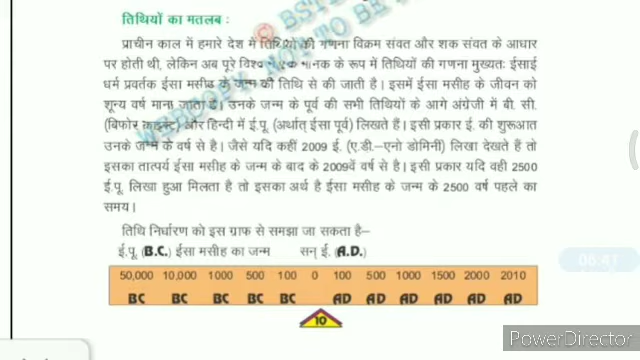 तिथियों का मतलब :
प्राचीन काल में हमारे देश में तिथियों की गणना विक्रम संवत और शक संवत के आधार
पर होती थी, लेकिन अब पूरे विश्व में एक मानक के रूप में तिथियों की गणना मुख्यतः ईसाई
धर्म प्रवर्तक ईसा मसीह के जन्म की तिथि से की जाती है। इसमें ईसा मसीह के जीवन को
शून्य वर्ष माना जाता है। उनके जन्म के पूर्व की सभी तिथियों के आगे अंग्रेजी में बी. सी.
(बिफोर क्राइस्ट) और हिन्दी में ई.पू. (अर्थात् ईसा पूर्व) लिखते हैं। इसी प्रकार ई. की शुरूआत
उनके जन्म के वर्ष से है। जैसे यदि कहीं 2009 ई. (ए.डी.– एनो डोमिनी) लिखा देखते हैं तो
इसका तात्पर्य ईसा मसीह के जन्म के बाद के 2009वें वर्ष से है। इसी प्रकार यदि वही 2500
ई.पू. लिखा हुआ मिलता है तो इसका अर्थ है ईसा मसीह के जन्म के 2500 वर्ष पहले का
समय।
तिथि निर्धारण को इस ग्राफ से समझा जा सकता है–
ई.पू. (B.C.) ईसा मसीह का जन्म सन् ई. (A.D.)
50,000 10,000 1000 500 100 0 100 500 1000 1500 2000 2010
BC BC BC BC BC AD AD AD AD AD AD
10
06:41
PowerDirector